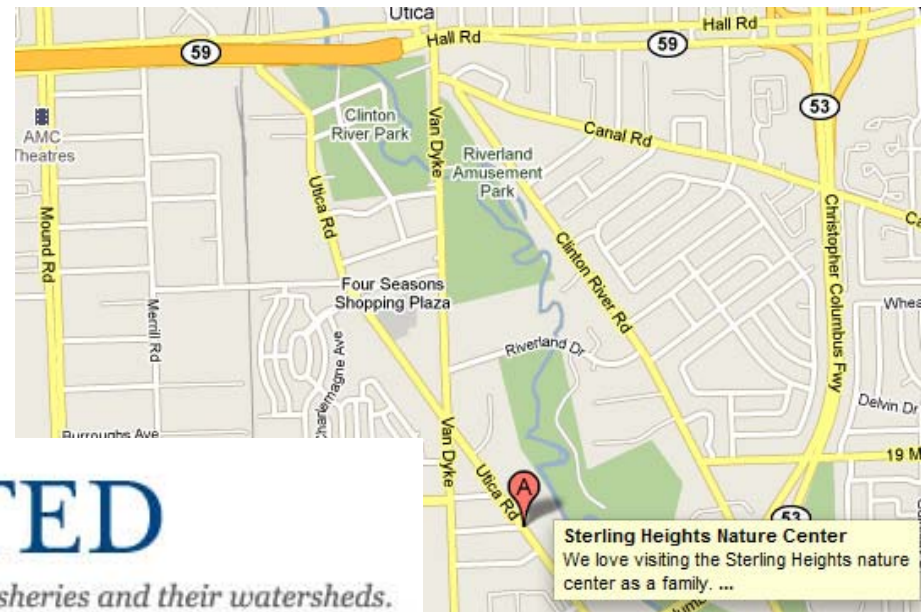 Utica
Hall Rd
Hall Rd
59
59
53
AMC
Theatres
Clinton
River Park
Van Dyke
Canal Rd
Riverland
Amusement
Park
Utica Rd
Mound Rd
Christopher Columbus Fwy
Clinton River Rd
Four Seasons
Shopping Plaza
Merrill Rd
Charlemagne Ave
Riverland Dr
Delvin Dr
Burroughs Ave
Van Dyke
Utica Rd
19 M
A
53
Sterling Heights Nature Center
We love visiting the Sterling Heights nature
center as a family. ...
TED
sheries and their watersheds.